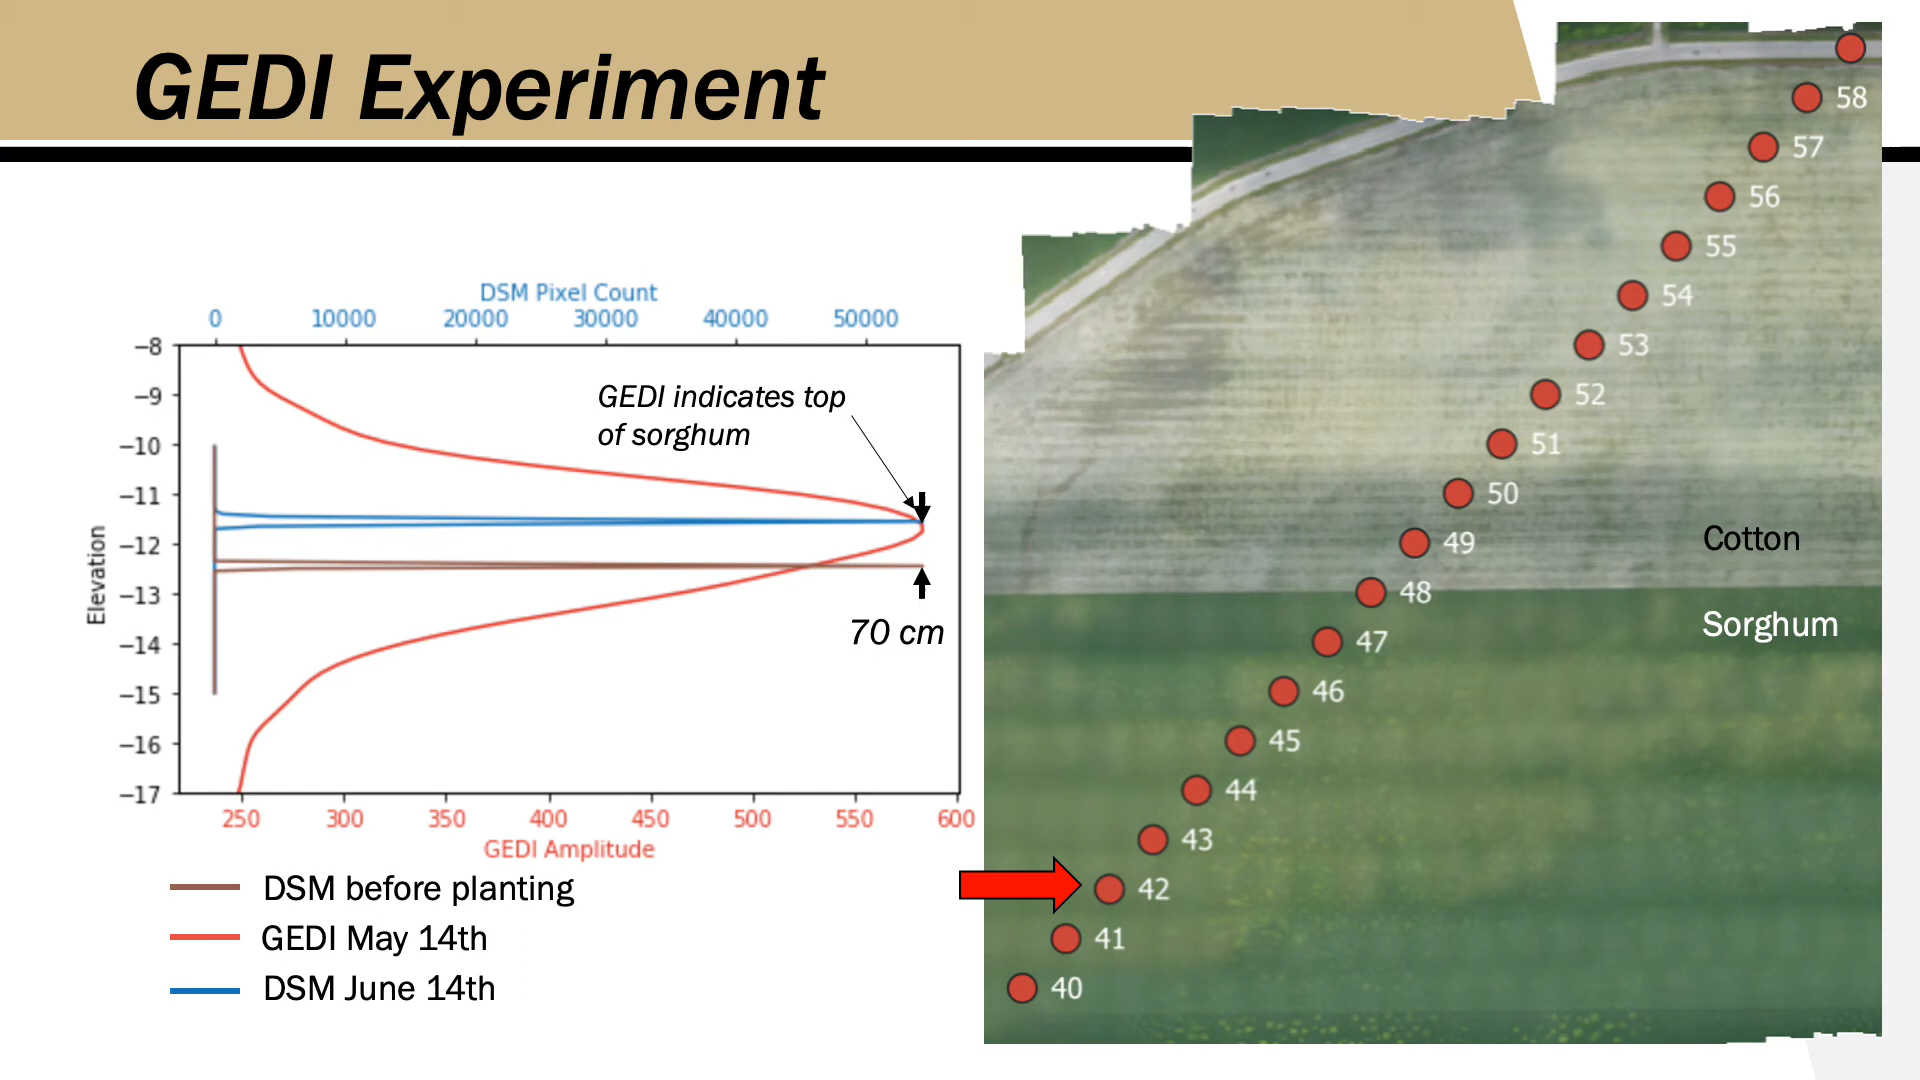 GEDI Experiment
DSM Pixel Count
0 10000 20000 30000 40000 50000
−8
−9
−10
−11
−12
−13
−14
−15
−16
−17
Elevation
GEDI indicates top
of sorghum
70 cm
250 300 350 400 450 500 550 600
GEDI Amplitude
DSM before planting
GEDI May 14th
DSM June 14th
58
57
56
55
54
53
52
51
50
49
Cotton
48
Sorghum
47
46
45
44
43
42
41
40